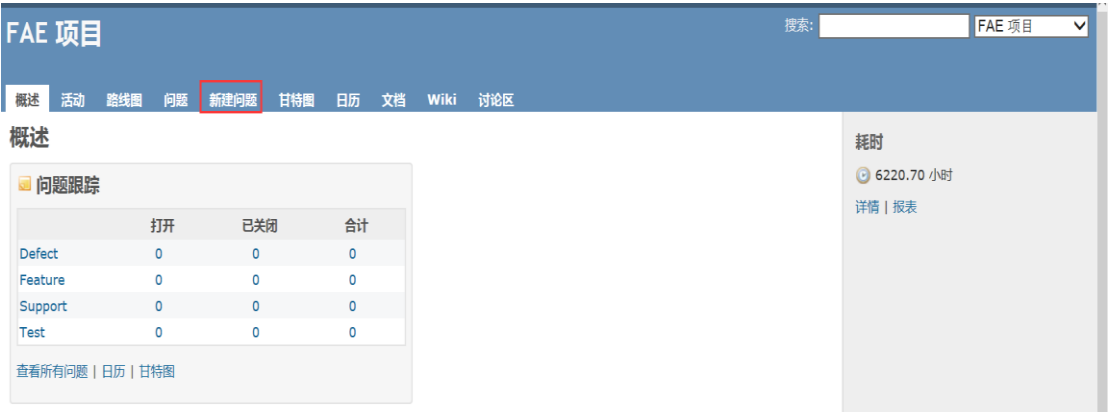 FAE 项目
搜索: FAE 项目
概述 活动 路线图 问题 新建问题 甘特图 日历 文档 Wiki 讨论区
概述
问题跟踪
打开 已关闭 合计
Defect 0 0 0
Feature 0 0 0
Support 0 0 0
Test 0 0 0
查看所有问题 | 日历 | 甘特图
耗时
6220.70 小时
详情 | 报表